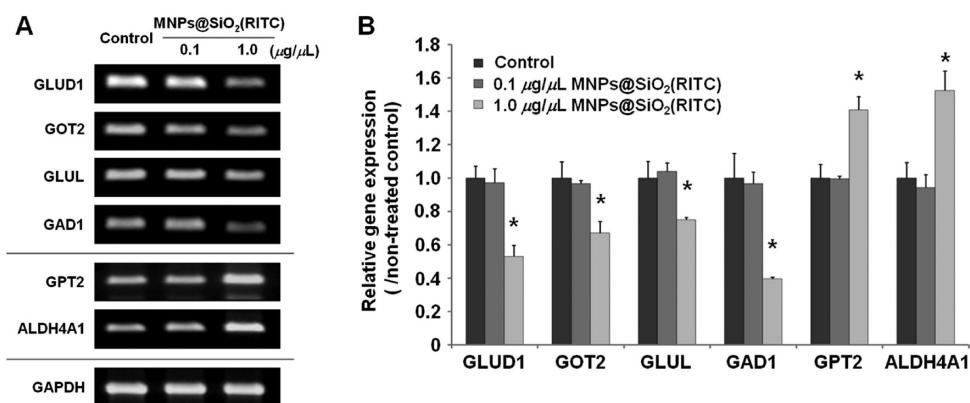 A
Control
MNPs@SiO₂(RITC)
0.1 1.0 (μg/μL)
GLUD1
GOT2
GLUL
GAD1
GPT2
ALDH4A1
GAPDH
B
Relative gene expression
( /non-treated control)
1.8
1.6
1.4
1.2
1.0
0.8
0.6
0.4
0.2
0
Control
0.1 μg/μL MNPs@SiO₂(RITC)
1.0 μg/μL MNPs@SiO₂(RITC)
* * * * * *
GLUD1 GOT2 GLUL GAD1 GPT2 ALDH4A1